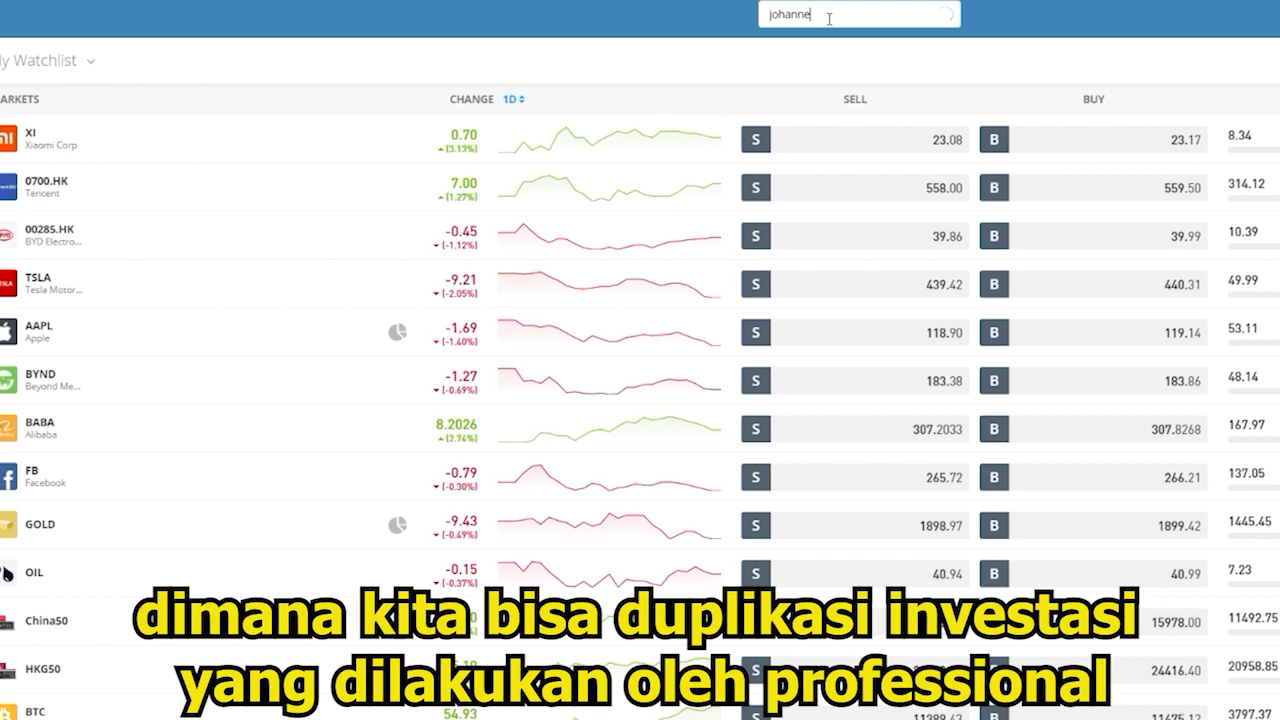 johanne
y Watchlist
ARKETS CHANGE 1D SELL BUY
XI
Xiaomi Corp
0.70
(3.13%)
S 23.08 B 23.17 8.34
0700.HK
Tencent
7.00
(1.27%)
S 558.00 B 559.50 314.12
00285.HK
BYD Electro...
-0.45
(-1.12%)
S 39.86 B 39.99 10.39
TSLA
Tesla Motor...
-9.21
(-2.05%)
S 439.42 B 440.31 49.99
AAPL
Apple
-1.69
(-1.40%)
S 118.90 B 119.14 53.11
BYND
Beyond Me...
-1.27
(-0.69%)
S 183.38 B 183.86 48.14
BABA
Alibaba
8.2026
(2.74%)
S 307.2033 B 307.8268 167.97
FB
Facebook
-0.79
(-0.30%)
S 265.72 B 266.21 137.05
GOLD
-9.43
(-0.49%)
S 1898.97 B 1899.42 1445.45
OIL
-0.15
(-0.37%)
S 40.94 B 40.99 7.23
dimana kita bisa duplikasi investasi
China50 15978.00 11492.75
yang dilakukan oleh professional
HKG50 24416.40 20958.85
BTC 54.93 11389.42 11475.12 3797.37